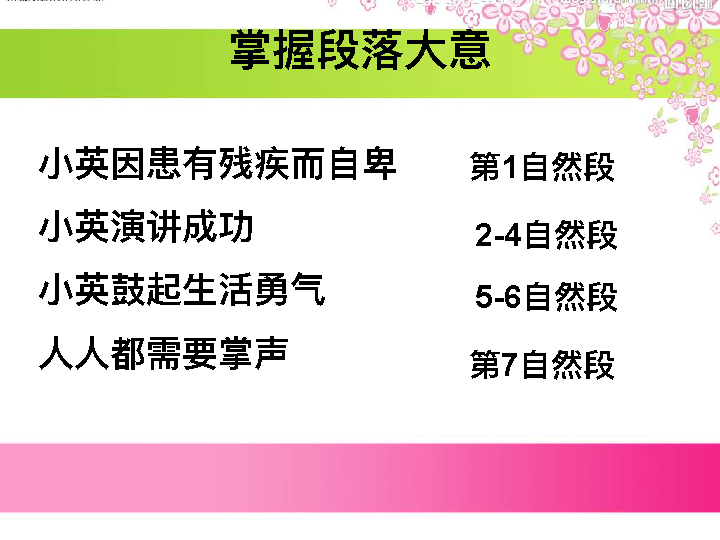 掌握段落大意
小英因患有残疾而自卑 第1自然段
小英演讲成功 2-4自然段
小英鼓起生活勇气 5-6自然段
人人都需要掌声 第7自然段